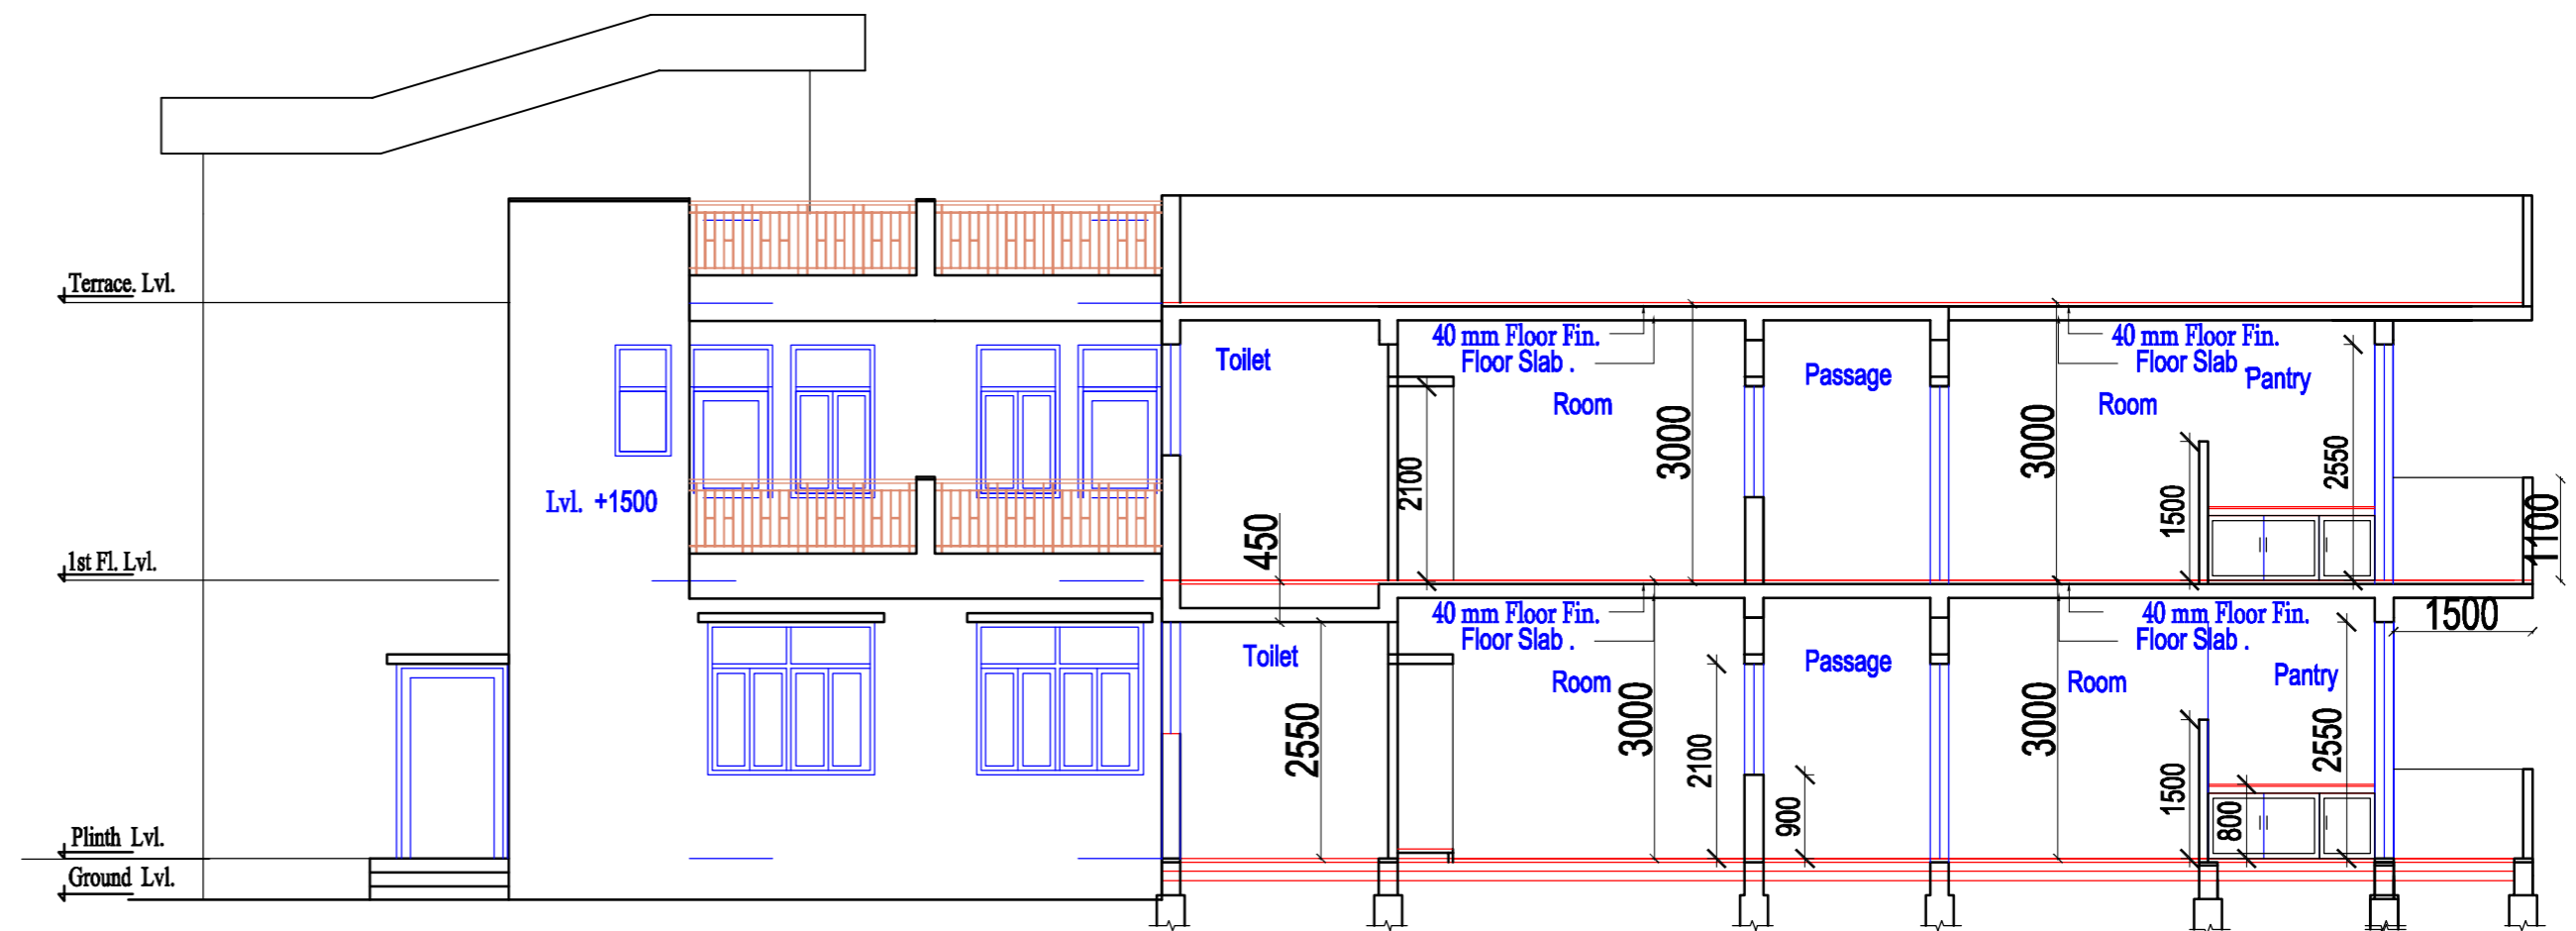 Terrace. Lvl.
40 mm Floor Fin.
Floor Slab .
40 mm Floor Fin.
Floor Slab .
Toilet
Passage
Pantry
Room
Room
3000
3000
2100
2550
1500
1100
Lvl. +1500
450
1st Fl. Lvl.
40 mm Floor Fin.
Floor Slab .
40 mm Floor Fin.
Floor Slab .
1500
Toilet
Passage
Room
Room
Pantry
2550
3000
2100
900
3000
1500
800
2550
Plinth Lvl.
Ground Lvl.